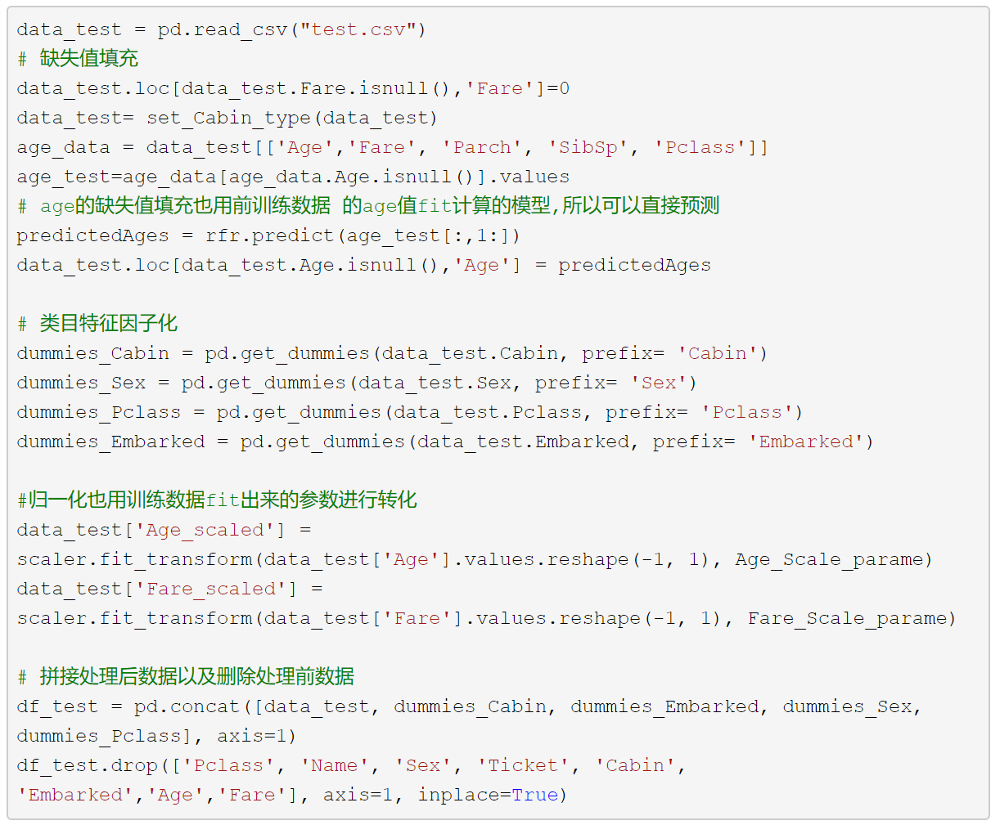 data_test = pd.read_csv("test.csv")
# 缺失值填充
data_test.loc[data_test.Fare.isnull(),'Fare']=0
data_test= set_Cabin_type(data_test)
age_data = data_test[['Age','Fare', 'Parch', 'SibSp', 'Pclass']]
age_test=age_data[age_data.Age.isnull()].values
# age的缺失值填充也用前训练数据 的age值fit计算的模型,所以可以直接预测
predictedAges = rfr.predict(age_test[:,1:])
data_test.loc[data_test.Age.isnull(),'Age'] = predictedAges
# 类目特征因子化
dummies_Cabin = pd.get_dummies(data_test.Cabin, prefix= 'Cabin')
dummies_Sex = pd.get_dummies(data_test.Sex, prefix= 'Sex')
dummies_Pclass = pd.get_dummies(data_test.Pclass, prefix= 'Pclass')
dummies_Embarked = pd.get_dummies(data_test.Embarked, prefix= 'Embarked')
#归一化也用训练数据fit出来的参数进行转化
data_test['Age_scaled'] =
scaler.fit_transform(data_test['Age'].values.reshape(-1, 1), Age_Scale_parame)
data_test['Fare_scaled'] =
scaler.fit_transform(data_test['Fare'].values.reshape(-1, 1), Fare_Scale_parame)
# 拼接处理后数据以及删除处理前数据
df_test = pd.concat([data_test, dummies_Cabin, dummies_Embarked, dummies_Sex,
dummies_Pclass], axis=1)
df_test.drop(['Pclass', 'Name', 'Sex', 'Ticket', 'Cabin',
'Embarked','Age','Fare'], axis=1, inplace=True)